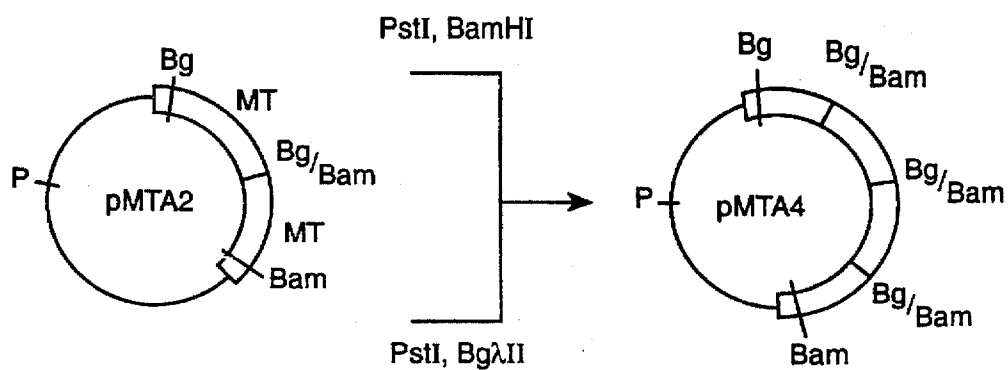 PstI, BamHI
Bg
MT
Bg/Bam
P
pMTA2
MT
Bam
PstI, BgλII
Bg
Bg/Bam
Bg/Bam
P
pMTA4
Bg/Bam
Bam